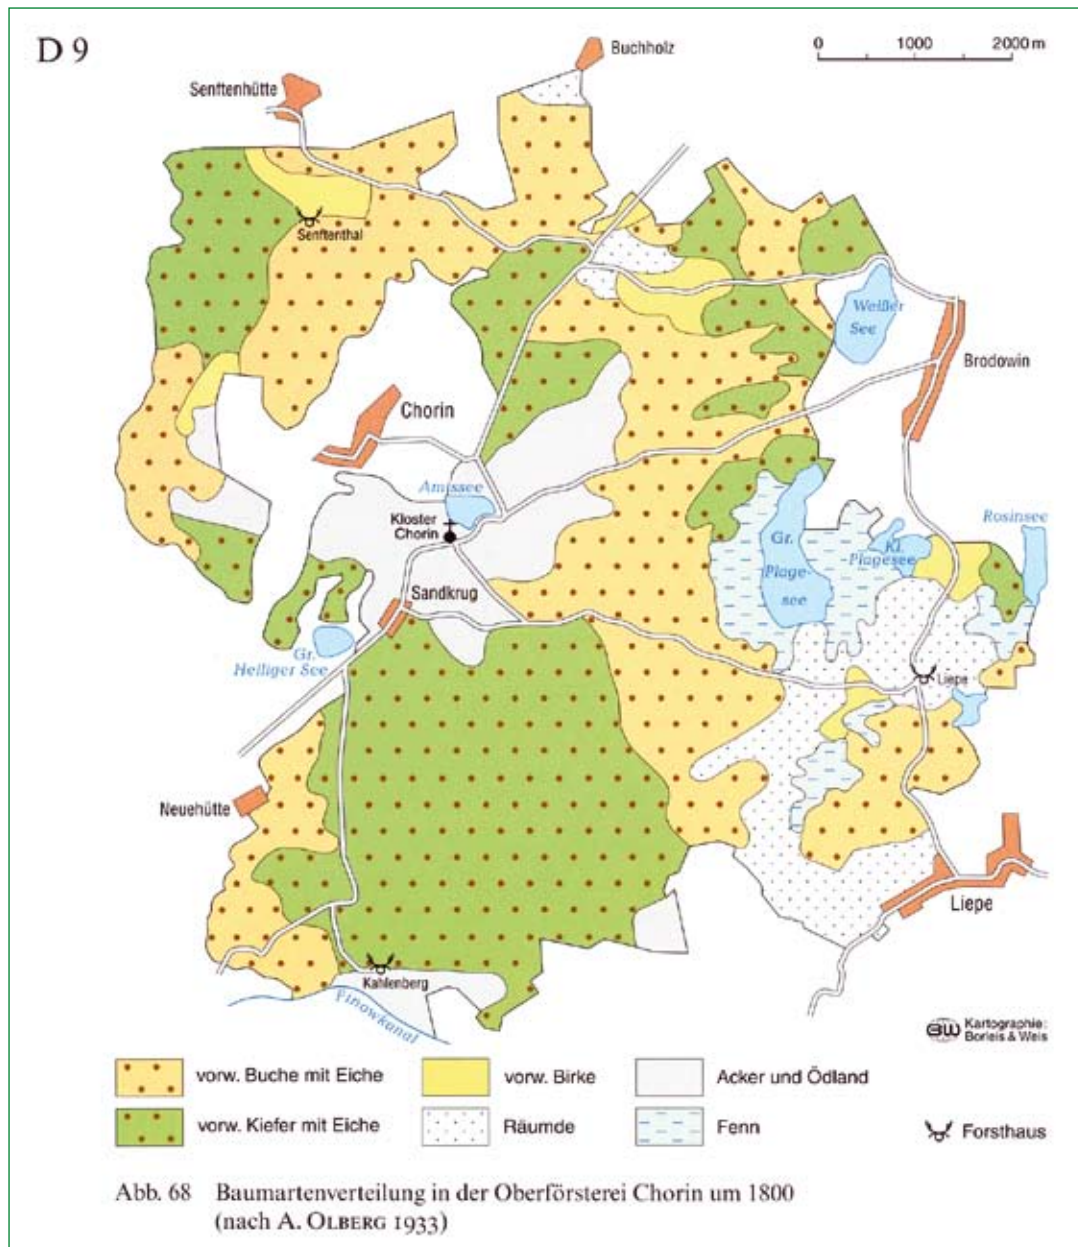 D 9
Buchholz
0 1000 2000 m
Senftenhütte
Senftenthal
Weißer
See
Brodowin
Chorin
Amtssee
Kloster
Chorin
Gr.
Plage-
see
Kl.
Plagesee
Rosinsee
Sandkrug
Gr.
Heiliger See
Liepe
Neuehütte
Liepe
Kahlenberg
Finowkanal
BW Kartographie:
Borleis & Weis
vorw. Buche mit Eiche
vorw. Birke
Acker und Ödland
vorw. Kiefer mit Eiche
Räumde
Fenn
Forsthaus
Abb. 68 Baumartenverteilung in der Oberförsterei Chorin um 1800
(nach A. OLBERG 1933)